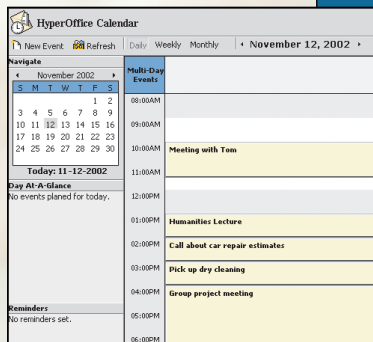 HyperOffice Calendar
New Event Refresh Daily Weekly Monthly November 12, 2002
Navigate
November 2002
S M T W T F S
1 2
3 4 5 6 7 8 9
10 11 12 13 14 15 16
17 18 19 20 21 22 23
24 25 26 27 28 29 30
Today: 11-12-2002
Day At-A-Glance
No events planed for today.
Reminders
No reminders set.
Multi-Day
Events
08:00AM
09:00AM
10:00AM Meeting with Tom
11:00AM
12:00PM
01:00PM Humanities Lecture
02:00PM Call about car repair estimates
03:00PM Pick up dry cleaning
04:00PM Group project meeting
05:00PM
06:00PM